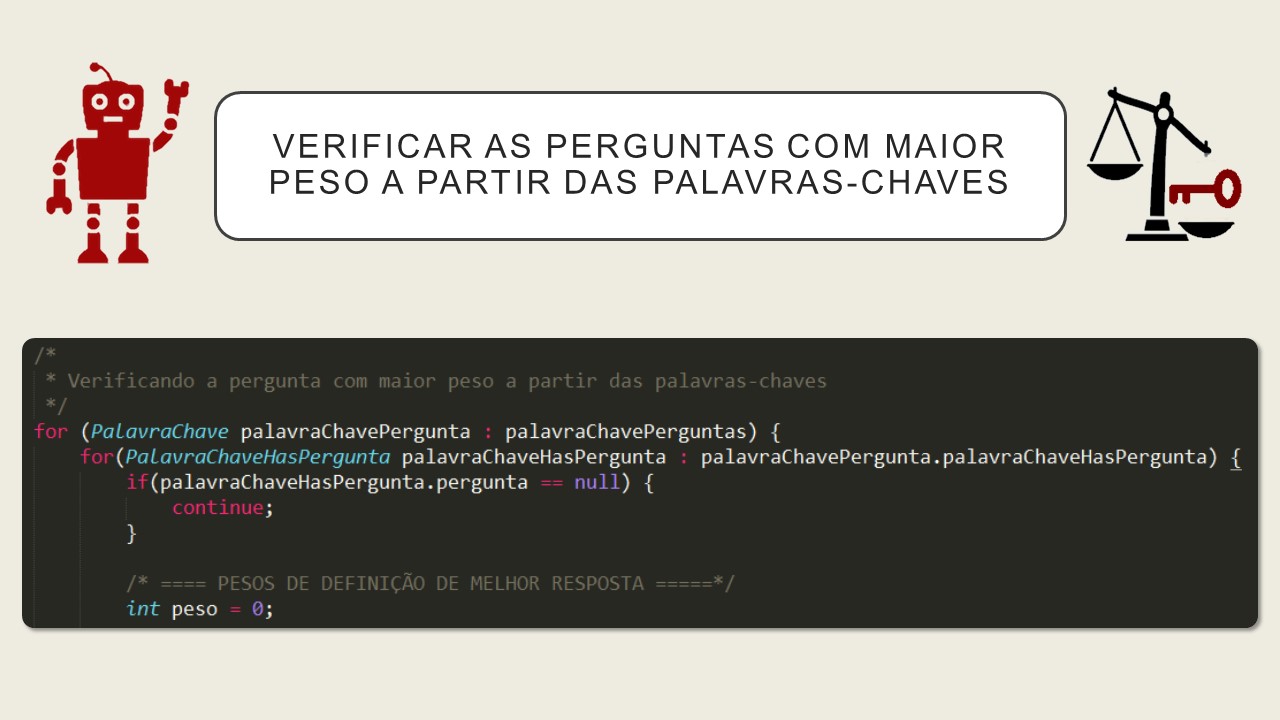 VERIFICAR AS PERGUNTAS COM MAIOR
PESO A PARTIR DAS PALAVRAS-CHAVES
/*
 * Verificando a pergunta com maior peso a partir das palavras-chaves
 */
for (PalavraChave palavraChavePergunta : palavraChavePerguntas) {
    for(PalavraChaveHasPergunta palavraChaveHasPergunta : palavraChavePergunta.palavraChaveHasPergunta) {
        if(palavraChaveHasPergunta.pergunta == null) {
            continue;
        }
        /* ==== PESOS DE DEFINIÇÃO DE MELHOR RESPOSTA =====*/
        int peso = 0;